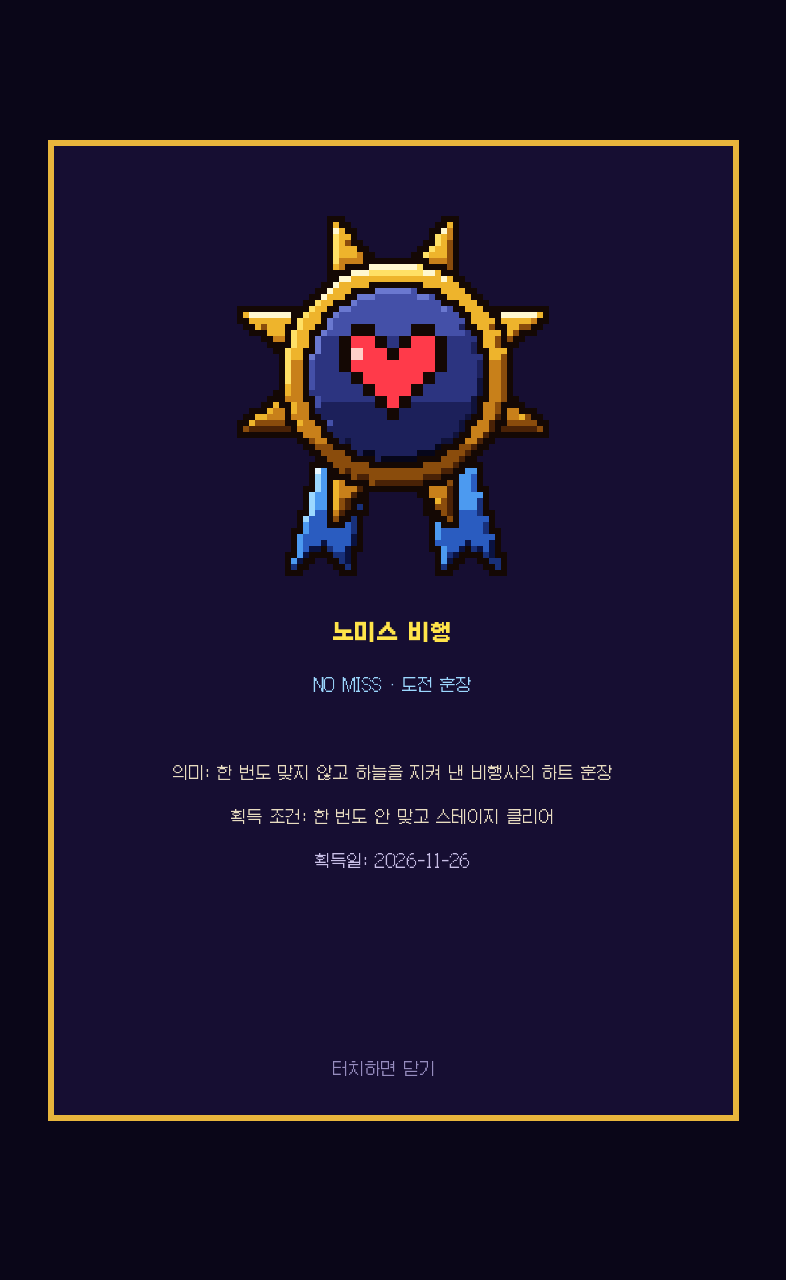 노미스 비행
NO MISS · 도전 훈장
의미: 한 번도 맞지 않고 하늘을 지켜 낸 비행사의 하트 훈장
획득 조건: 한 번도 안 맞고 스테이지 클리어
획득일: 2026-11-26
터치하면 닫기